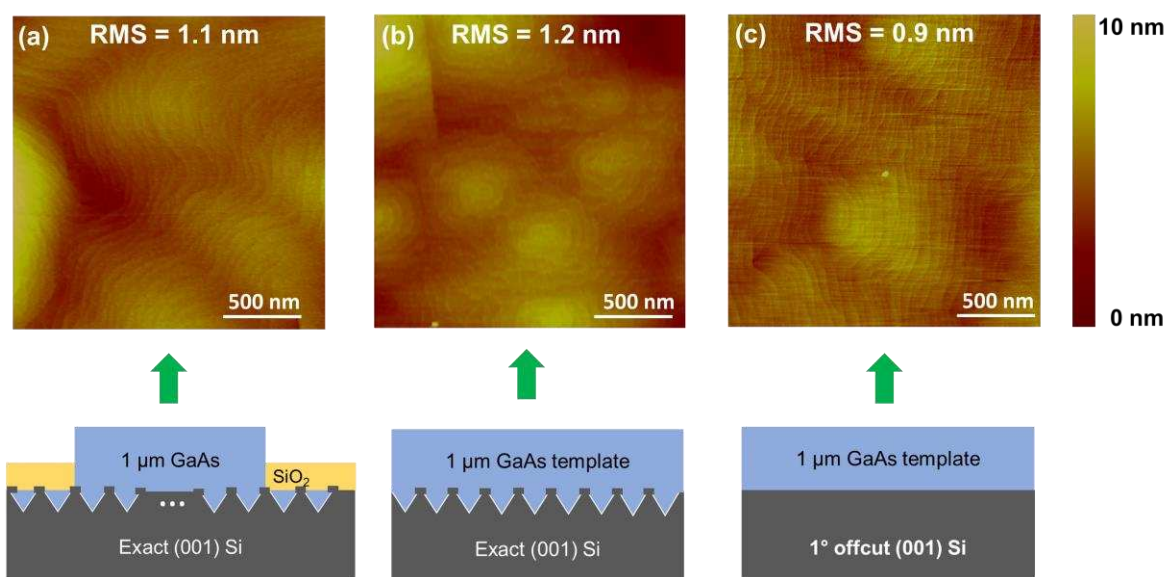 (a) RMS = 1.1 nm
500 nm
(b) RMS = 1.2 nm
500 nm
(c) RMS = 0.9 nm
500 nm
10 nm
0 nm
1 µm GaAs
SiO₂
Exact (001) Si
1 µm GaAs template
Exact (001) Si
1 µm GaAs template
1° offcut (001) Si